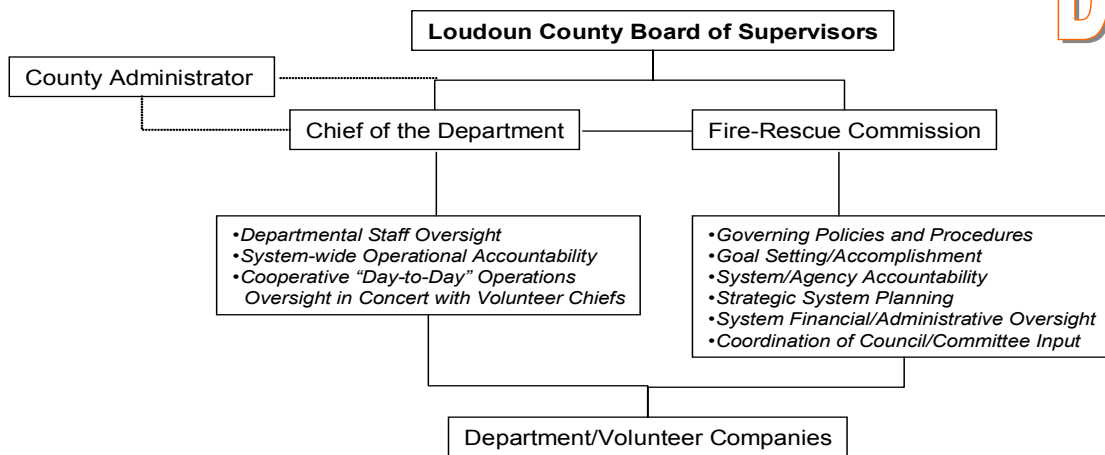 Loudoun County Board of Supervisors
D
County Administrator
Chief of the Department
Fire-Rescue Commission
•Departmental Staff Oversight
•System-wide Operational Accountability
•Cooperative “Day-to-Day” Operations
Oversight in Concert with Volunteer Chiefs
•Governing Policies and Procedures
•Goal Setting/Accomplishment
•System/Agency Accountability
•Strategic System Planning
•System Financial/Administrative Oversight
•Coordination of Council/Committee Input
Department/Volunteer Companies